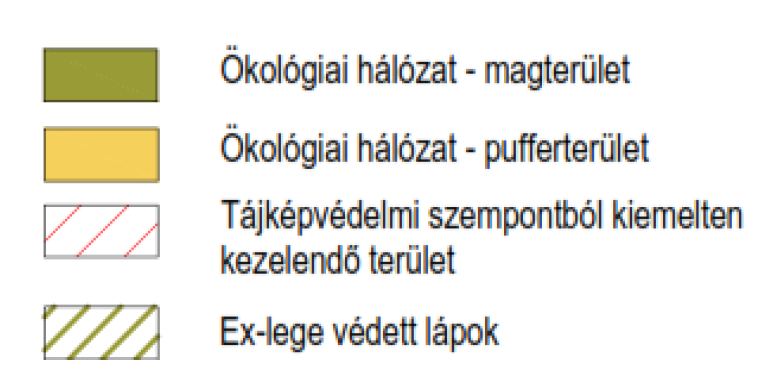 Ökológiai hálózat - magterület
Ökológiai hálózat - pufferterület
Tájképvédelmi szempontból kiemelten
kezelendő terület
Ex-lege védett lápok